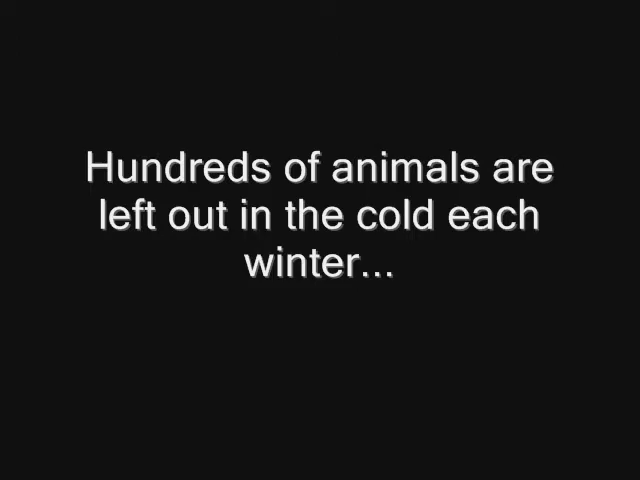 Hundreds of animals are
left out in the cold each
winter...